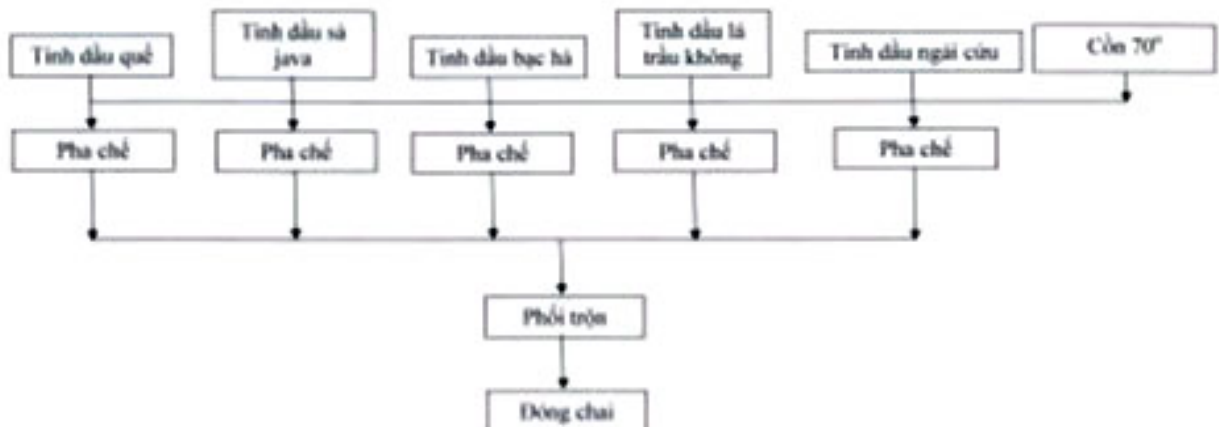 Tinh dầu quế
Tinh dầu sả
java
Tinh dầu bạc hà
Tinh dầu lá
trầu không
Tinh dầu ngải cứu
Cồn 70º
Pha chế
Pha chế
Pha chế
Pha chế
Pha chế
Phối trộn
Đóng chai